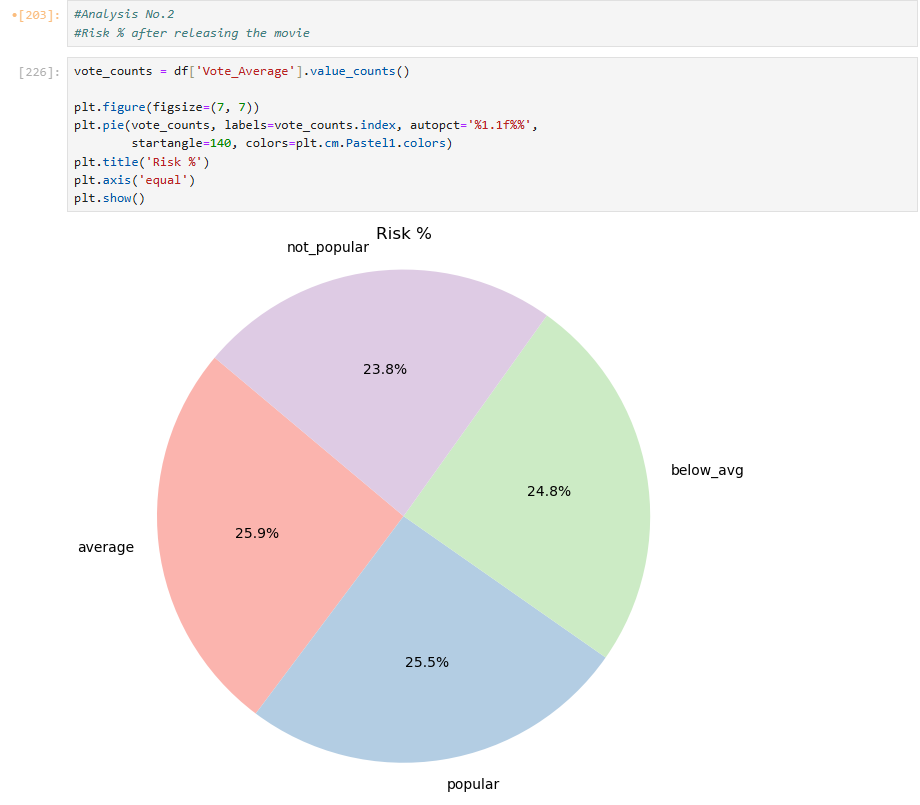 •[203]: #Analysis No.2
#Risk % after releasing the movie
[226]: vote_counts = df['Vote_Average'].value_counts()
plt.figure(figsize=(7, 7))
plt.pie(vote_counts, labels=vote_counts.index, autopct='%1.1f%%',
        startangle=140, colors=plt.cm.Pastel1.colors)
plt.title('Risk %')
plt.axis('equal')
plt.show()
Risk %
not_popular
23.8%
below_avg
24.8%
25.9%
average
25.5%
popular